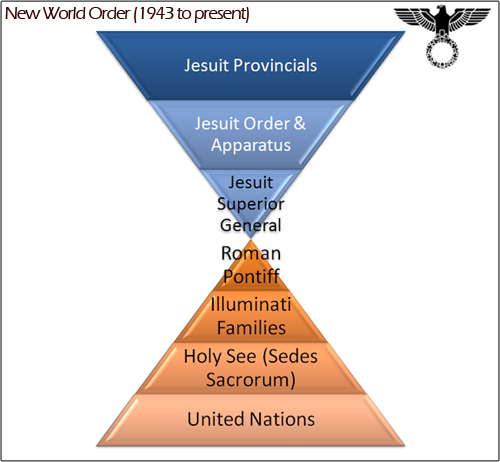 New World Order (1943 to present)
Jesuit Provincials
Jesuit Order &
Apparatus
Jesuit
Superior
General
Roman
Pontiff
Illuminati
Families
Holy See (Sedes
Sacrorum)
United Nations